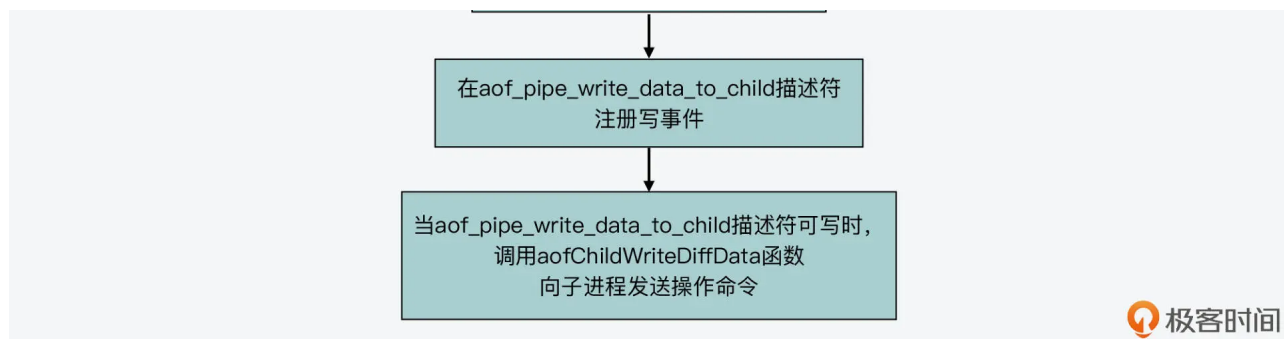 在aof_pipe_write_data_to_child描述符
注册写事件
当aof_pipe_write_data_to_child描述符可写时，
调用aofChildWriteDiffData函数
向子进程发送操作命令
极客时间